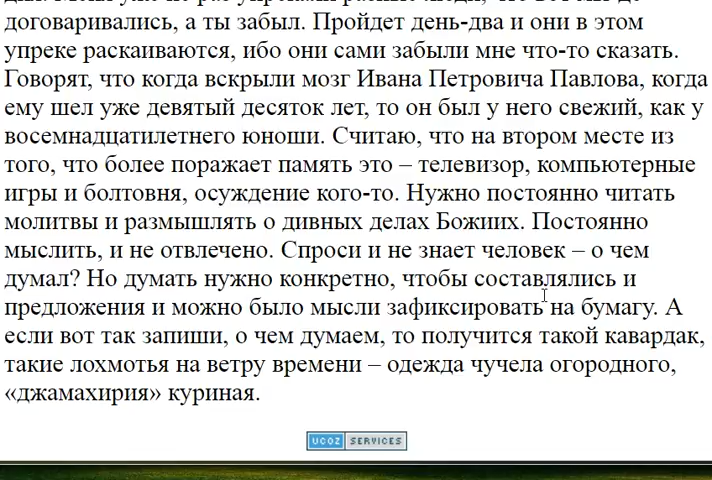 договаривались, а ты забыл. Пройдет день-два и они в этом
упреке раскаиваются, ибо они сами забыли мне что-то сказать.
Говорят, что когда вскрыли мозг Ивана Петровича Павлова, когда
ему шел уже девятый десяток лет, то он был у него свежий, как у
восемнадцатилетнего юноши. Считаю, что на втором месте из
того, что более поражает память это – телевизор, компьютерные
игры и болтовня, осуждение кого-то. Нужно постоянно читать
молитвы и размышлять о дивных делах Божиих. Постоянно
мыслить, и не отвлечено. Спроси и не знает человек – о чем
думал? Но думать нужно конкретно, чтобы составлялись и
предложения и можно было мысли зафиксировать на бумагу. А
если вот так запиши, о чем думаем, то получится такой кавардак,
такие лохмотья на ветру времени – одежда чучела огородного,
«джамахирия» куриная.
UCOZ SERVICES